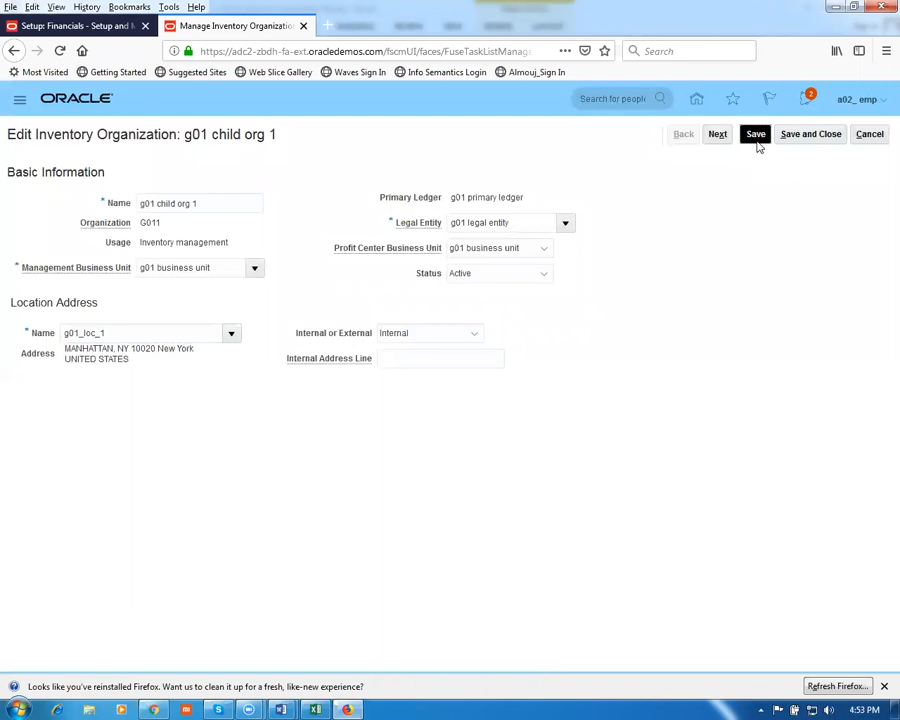 File Edit View History Bookmarks Tools Help
Setup: Financials - Setup and M
Manage Inventory Organization
https://adc2-zbdh-fa-ext.oracledemos.com/fscmUI/faces/FuseTaskListManag
Search
Most Visited Getting Started Suggested Sites Web Slice Gallery Waves Sign In Info Semantics Login Almouj_Sign In
ORACLE
Search for people
2
a02_ emp
Edit Inventory Organization: g01 child org 1
Back Next Save Save and Close Cancel
Basic Information
* Name g01 child org 1
Organization G011
Usage Inventory management
* Management Business Unit g01 business unit
Primary Ledger g01 primary ledger
* Legal Entity g01 legal entity
Profit Center Business Unit g01 business unit
Status Active
Location Address
* Name g01_loc_1
Address MANHATTAN, NY 10020 New York
UNITED STATES
Internal or External Internal
Internal Address Line
Looks like you've reinstalled Firefox. Want us to clean it up for a fresh, like-new experience?
Refresh Firefox...
4:53 PM